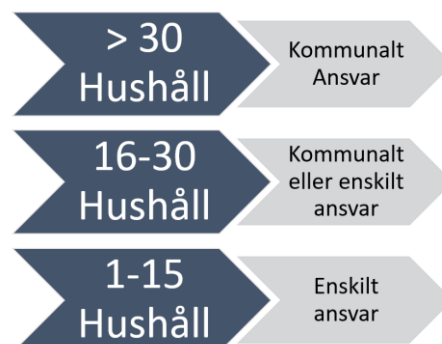 > 30
Hushåll
Kommunalt
Ansvar
16-30
Hushåll
Kommunalt
eller enskilt
ansvar
1-15
Hushåll
Enskilt
ansvar